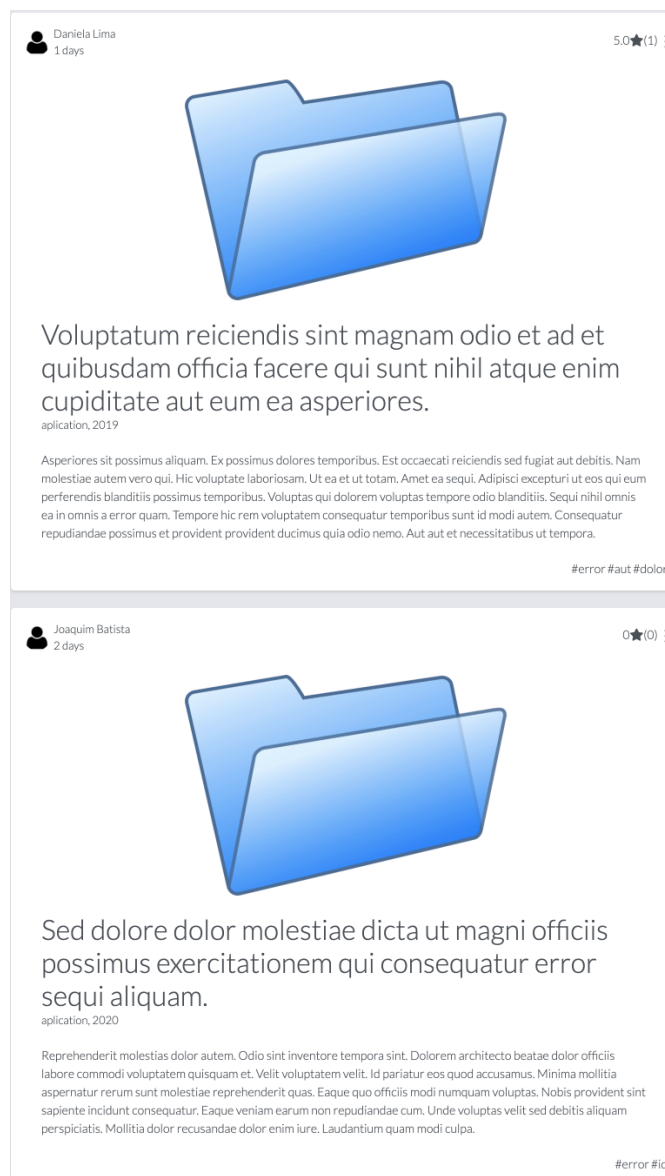 Daniela Lima
1 days
5.0★(1)
Voluptatum reiciendis sint magnam odio et ad et
quibusdam officia facere qui sunt nihil atque enim
cupiditate aut eum ea asperiores.
aplication, 2019
Asperiores sit possimus aliquam. Ex possimus dolores temporibus. Est occaecati reiciendis sed fugiat aut debitis. Nam
molestiae autem vero qui. Hic voluptate laboriosam. Ut ea et ut totam. Amet ea sequi. Adipisci excepturi ut eos qui eum
perferendis blanditiis possimus temporibus. Voluptas qui dolorem voluptas tempore odio blanditiis. Sequi nihil omnis
ea in omnis a error quam. Tempore hic rem voluptatem consequatur temporibus sunt id modi autem. Consequatur
repudiandae possimus et provident provident ducimus quia odio nemo. Aut aut et necessitatibus ut tempora.
#error #aut #dolor
Joaquim Batista
2 days
0★(0)
Sed dolore dolor molestiae dicta ut magni officiis
possimus exercitationem qui consequatur error
sequi aliquam.
aplication, 2020
Reprehenderit molestias dolor autem. Odio sint inventore tempora sint. Dolorem architecto beatae dolor officiis
labore commodi voluptatem quisquam et. Velit voluptatem velit. Id pariatur eos quod accusamus. Minima mollitia
aspernatur rerum sunt molestiae reprehenderit quas. Eaque quo officiis modi numquam voluptas. Nobis provident sint
sapiente incidunt consequatur. Eaque veniam earum non repudiandae cum. Unde voluptas velit sed debitis aliquam
perspiciatis. Mollitia dolor recusandae dolor enim iure. Laudantium quam modi culpa.
#error